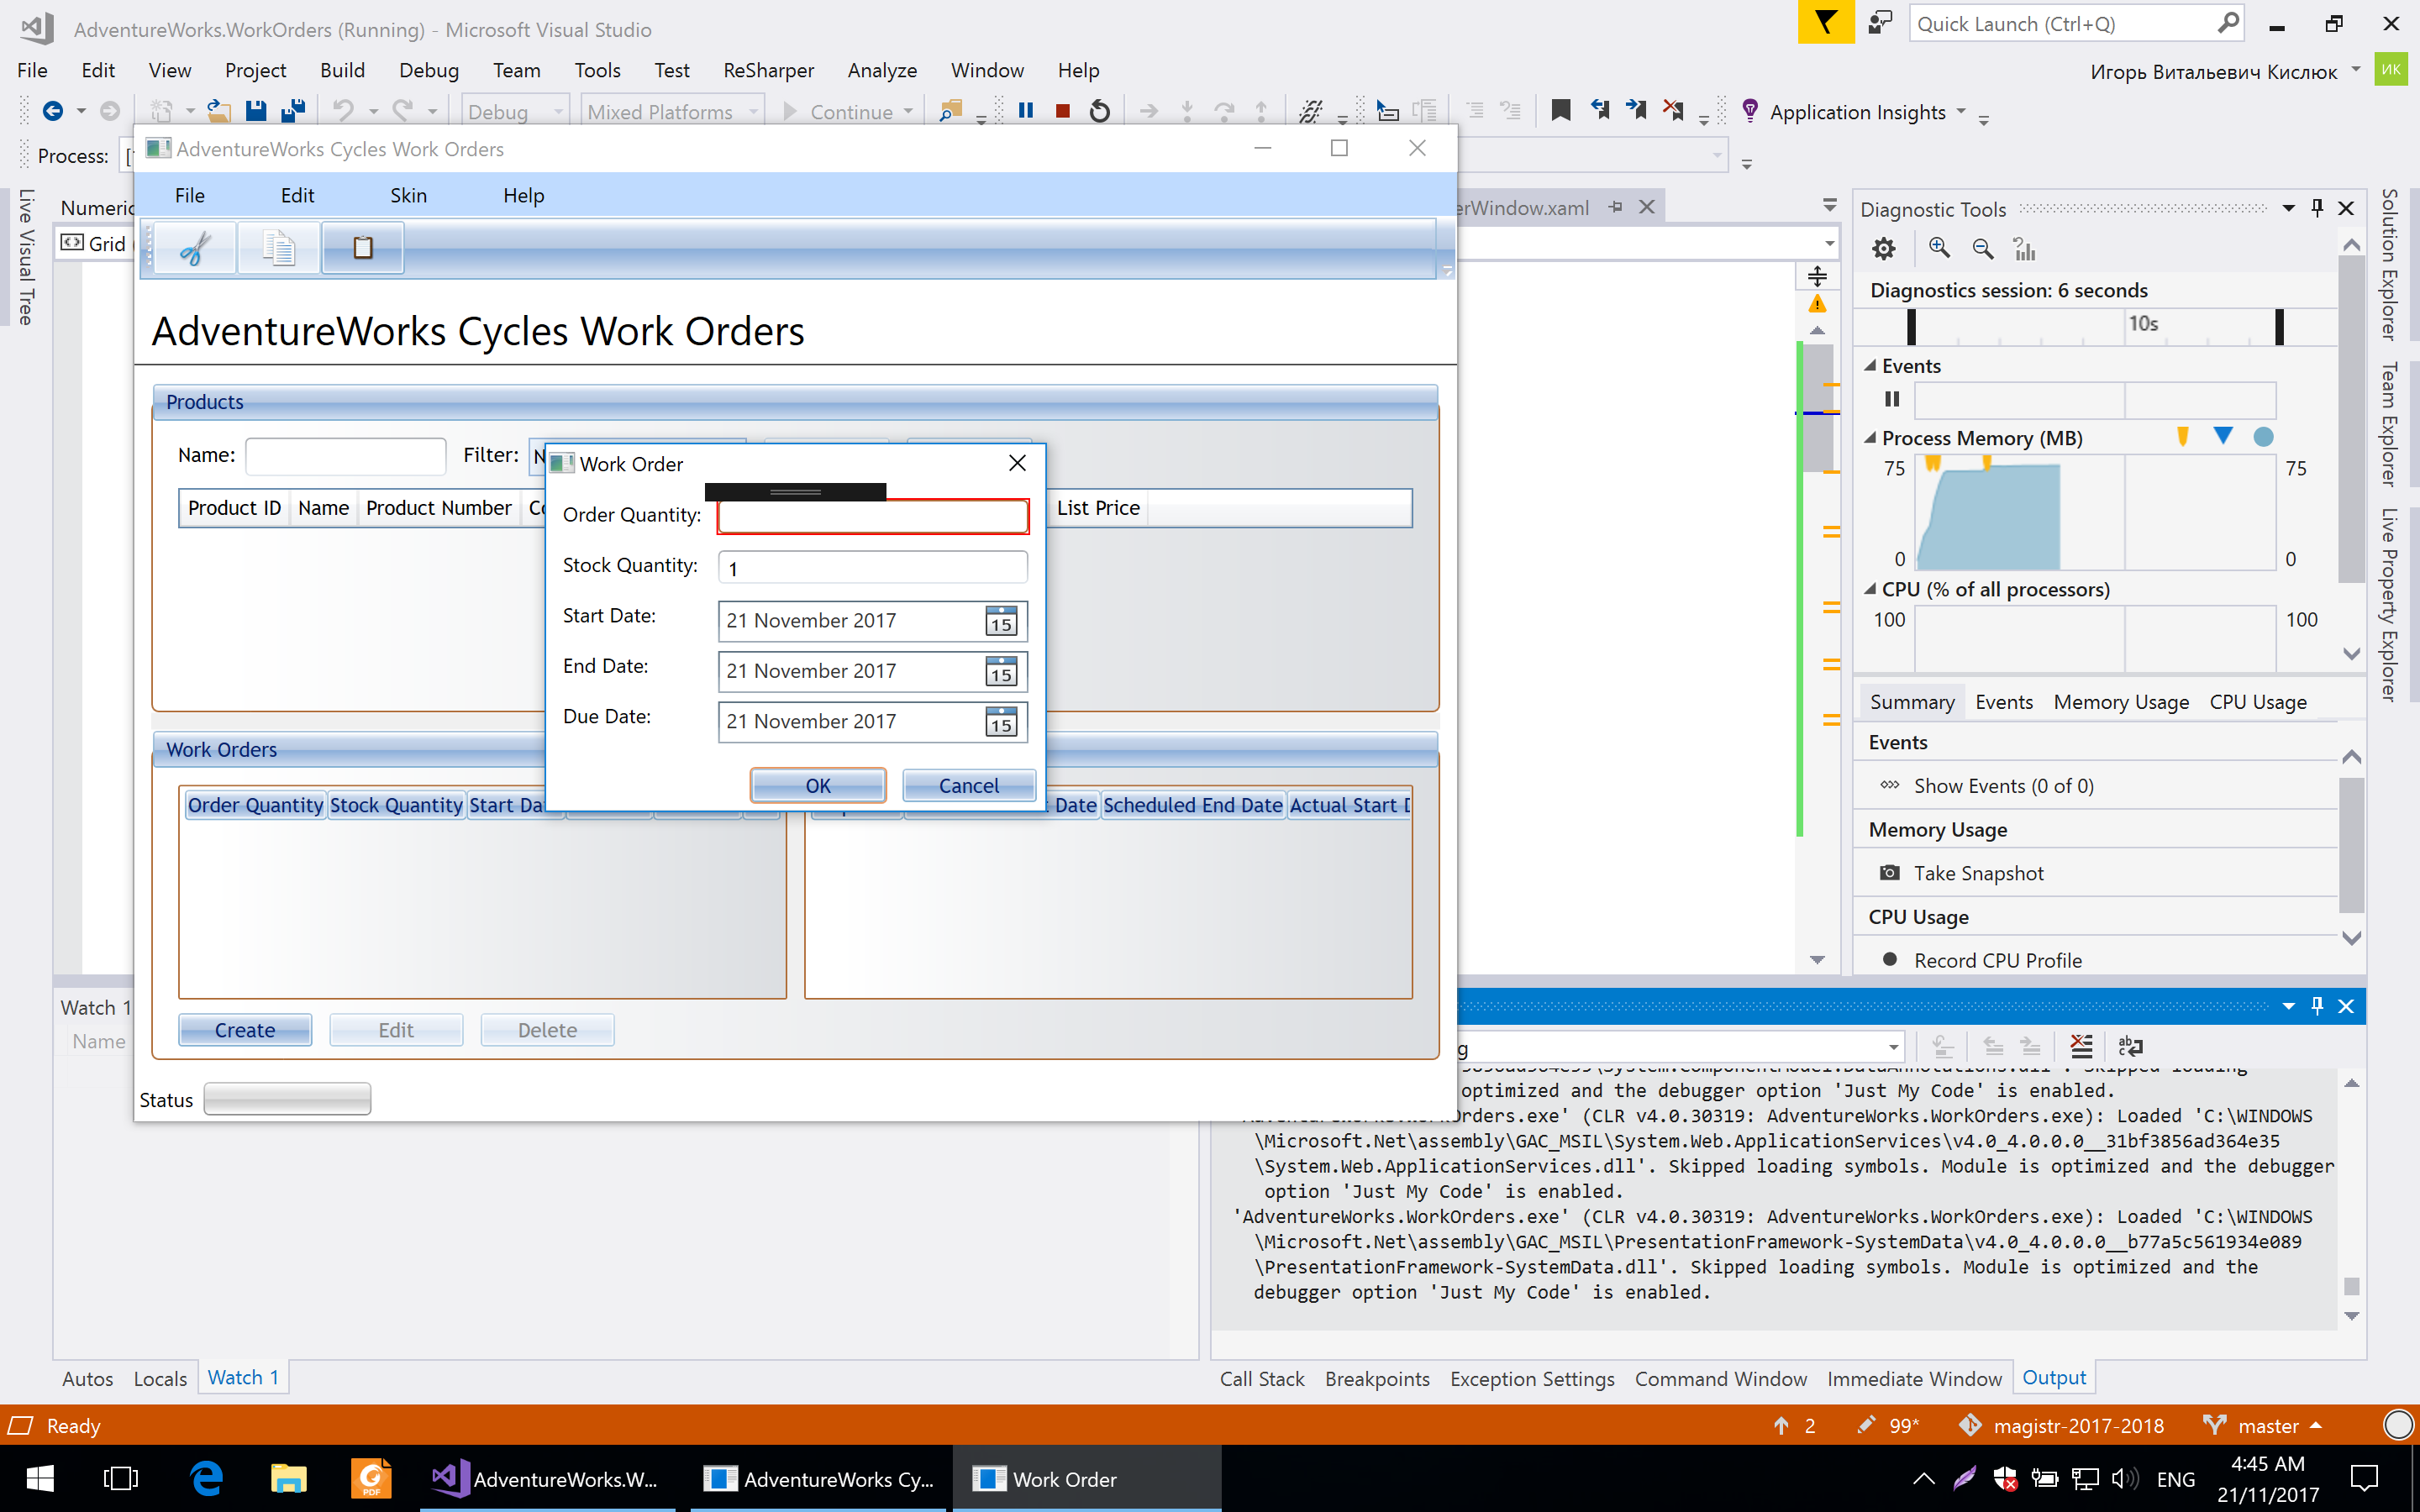 AdventureWorks.WorkOrders (Running) - Microsoft Visual Studio
Quick Launch (Ctrl+Q)
File Edit View Project Build Debug Team Tools Test ReSharper Analyze Window Help
Игорь Витальевич Кислюк
ИК
Debug Mixed Platforms Continue Application Insights
Process:
AdventureWorks Cycles Work Orders
File Edit Skin Help
Live Visual Tree
Grid
erWindow.xaml
AdventureWorks Cycles Work Orders
Products
Name: Filter: N
Product ID Name Product Number List Price
Work Order
Order Quantity:
Stock Quantity: 1
Start Date: 21 November 2017 15
End Date: 21 November 2017 15
Due Date: 21 November 2017 15
OK Cancel
Work Orders
Order Quantity Stock Quantity Start Da
Date Scheduled End Date Actual Start D
Create Edit Delete
Status
Diagnostic Tools
Diagnostics session: 6 seconds
10s
Events
Process Memory (MB)
75 75
0 0
CPU (% of all processors)
100 100
Summary Events Memory Usage CPU Usage
Events
Show Events (0 of 0)
Memory Usage
Take Snapshot
CPU Usage
Record CPU Profile
Solution Explorer
Team Explorer
Live Property Explorer
Watch 1
Name
g
optimized and the debugger option 'Just My Code' is enabled.
(CLR v4.0.30319: AdventureWorks.WorkOrders.exe): Loaded 'C:\WINDOWS
\Microsoft.Net\assembly\GAC_MSIL\System.Web.ApplicationServices\v4.0_4.0.0.0__31bf3856ad364e35
\System.Web.ApplicationServices.dll'. Skipped loading symbols. Module is optimized and the debugger
option 'Just My Code' is enabled.
'AdventureWorks.WorkOrders.exe' (CLR v4.0.30319: AdventureWorks.WorkOrders.exe): Loaded 'C:\WINDOWS
\Microsoft.Net\assembly\GAC_MSIL\PresentationFramework-SystemData\v4.0_4.0.0.0__b77a5c561934e089
\PresentationFramework-SystemData.dll'. Skipped loading symbols. Module is optimized and the
debugger option 'Just My Code' is enabled.
Autos Locals Watch 1
Call Stack Breakpoints Exception Settings Command Window Immediate Window Output
Ready
2 99* magistr-2017-2018 master
PDF
AdventureWorks.W...
AdventureWorks Cy...
Work Order
ENG
4:45 AM
21/11/2017